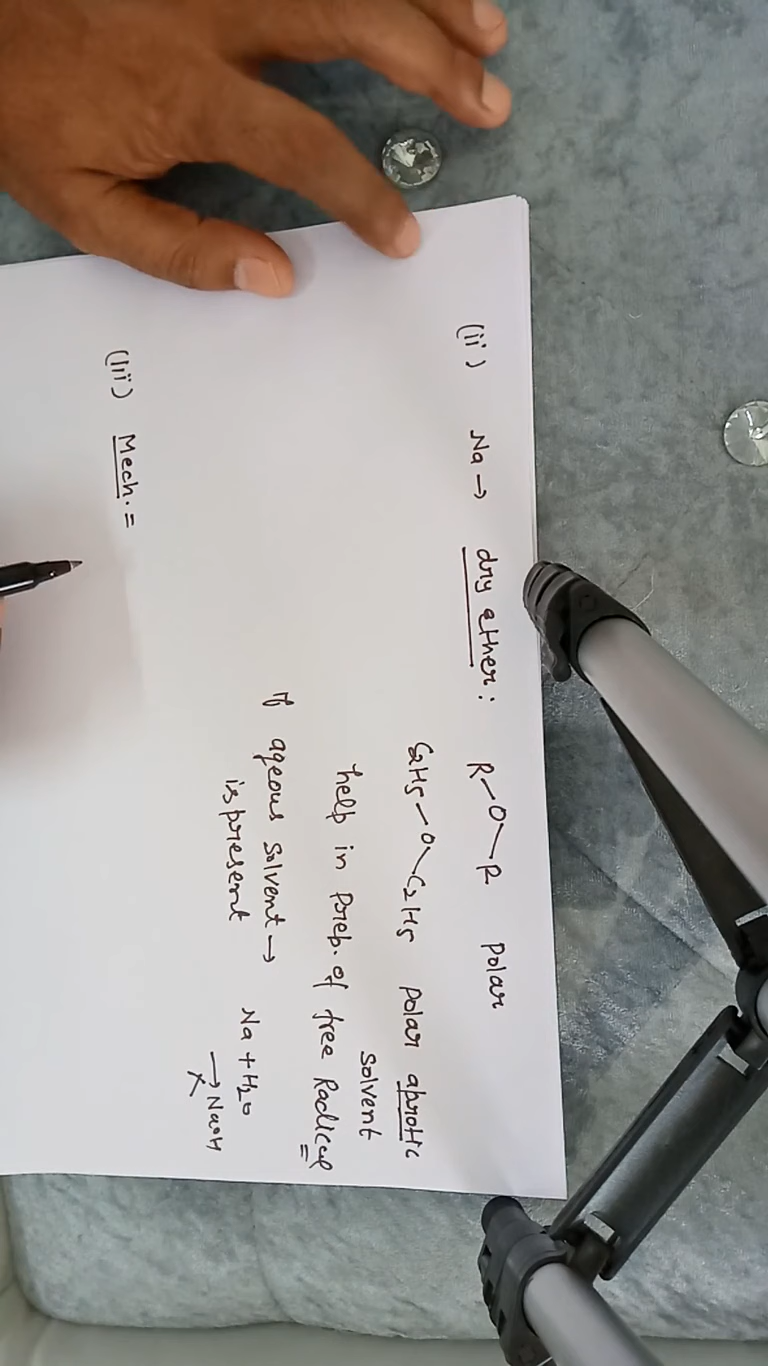 (ii) Na → dry ether : R-O-R Polar
C2H5-O-C2H5 Polar aprotic
Solvent
help in Prep. of free Radical
If aqeous Solvent →
is present
Na + H2O
→ NaOH
(iii) Mech. =